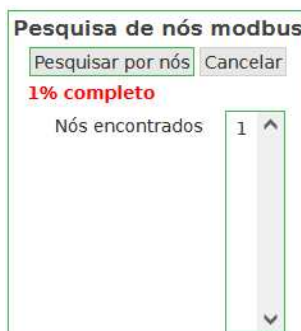 Pesquisa de nós modbus
Pesquisar por nós Cancelar
1% completo
Nós encontrados 1